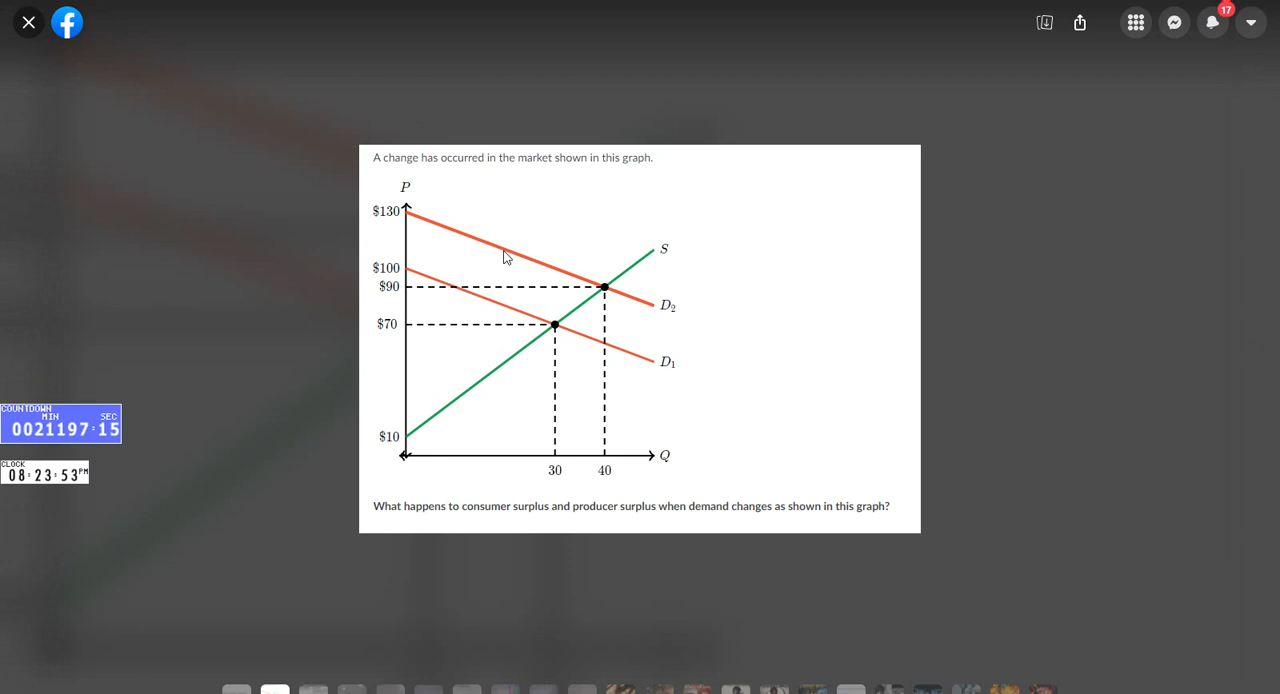 17
A change has occurred in the market shown in this graph.
P
$130
$100
$90
$70
$10
S
D2
D1
Q
30
40
What happens to consumer surplus and producer surplus when demand changes as shown in this graph?
COUNTDOWN
MIN SEC
0021197:15
CLOCK
08:23:53PM